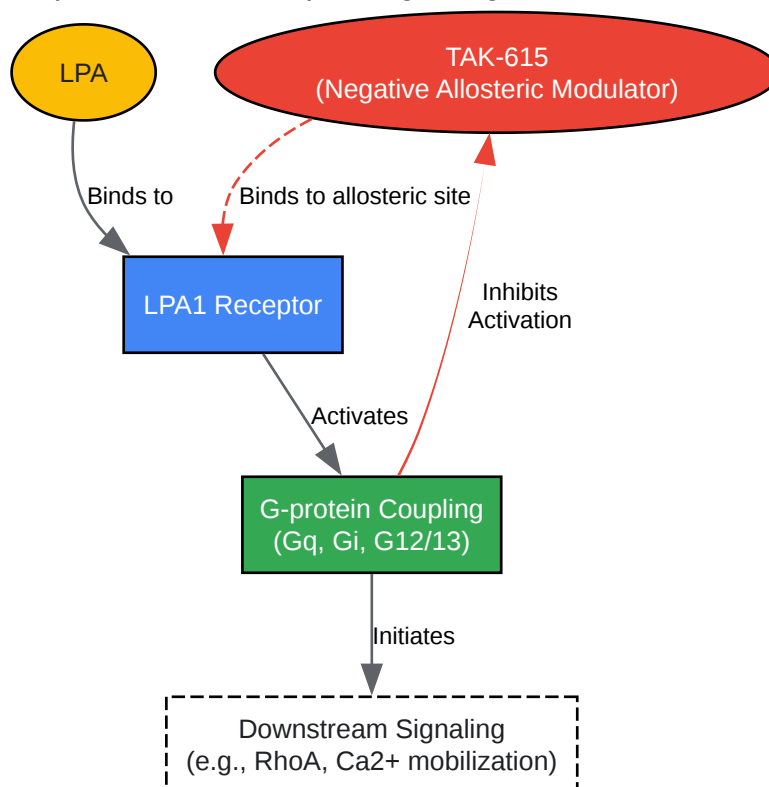 LPA
TAK-615
(Negative Allosteric Modulator)
Binds to
Binds to allosteric site
LPA1 Receptor
Inhibits
Activation
Activates
G-protein Coupling
(Gq, Gi, G12/13)
Initiates
Downstream Signaling
(e.g., RhoA, Ca2+ mobilization)